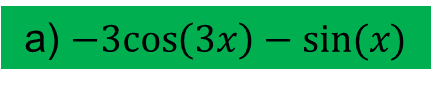 a) −3cos(3x) − sin(x)